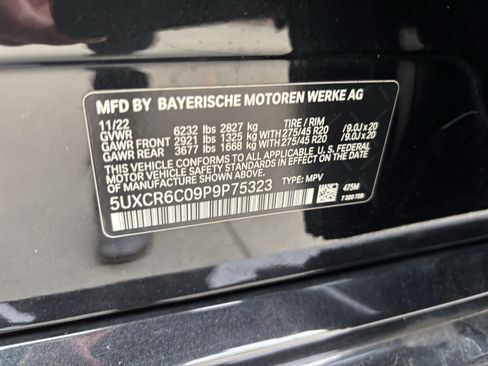 MFD BY BAYERISCHE MOTOREN WERKE AG
11/22 TIRE / RIM
GVWR 6232 lbs 2827 kg
GAWR FRONT 2921 lbs 1325 kg WITH 275/45 R20 /9.0J x 20
GAWR REAR 3677 lbs 1668 kg WITH 275/45 R20 /9.0J x 20
THIS VEHICLE CONFORMS TO ALL APPLICABLE U.S. FEDERAL
MOTOR VEHICLE SAFETY STANDARDS IN EFFECT ON THE DATE
OF MANUFACTURE SHOWN ABOVE.
5UXCR6C09P9P75323 TYPE: MPV
475M